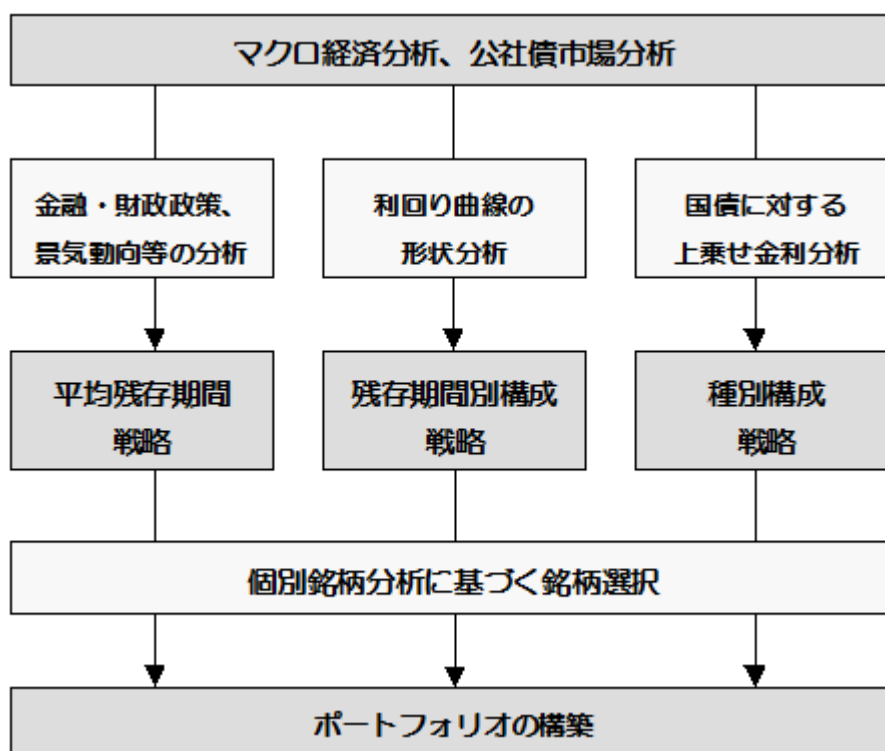 マクロ経済分析、公社債市場分析
金融・財政政策、
景気動向等の分析
利回り曲線の
形状分析
国債に対する
上乗せ金利分析
平均残存期間
戦略
残存期間別構成
戦略
種別構成
戦略
個別銘柄分析に基づく銘柄選択
ポートフォリオの構築